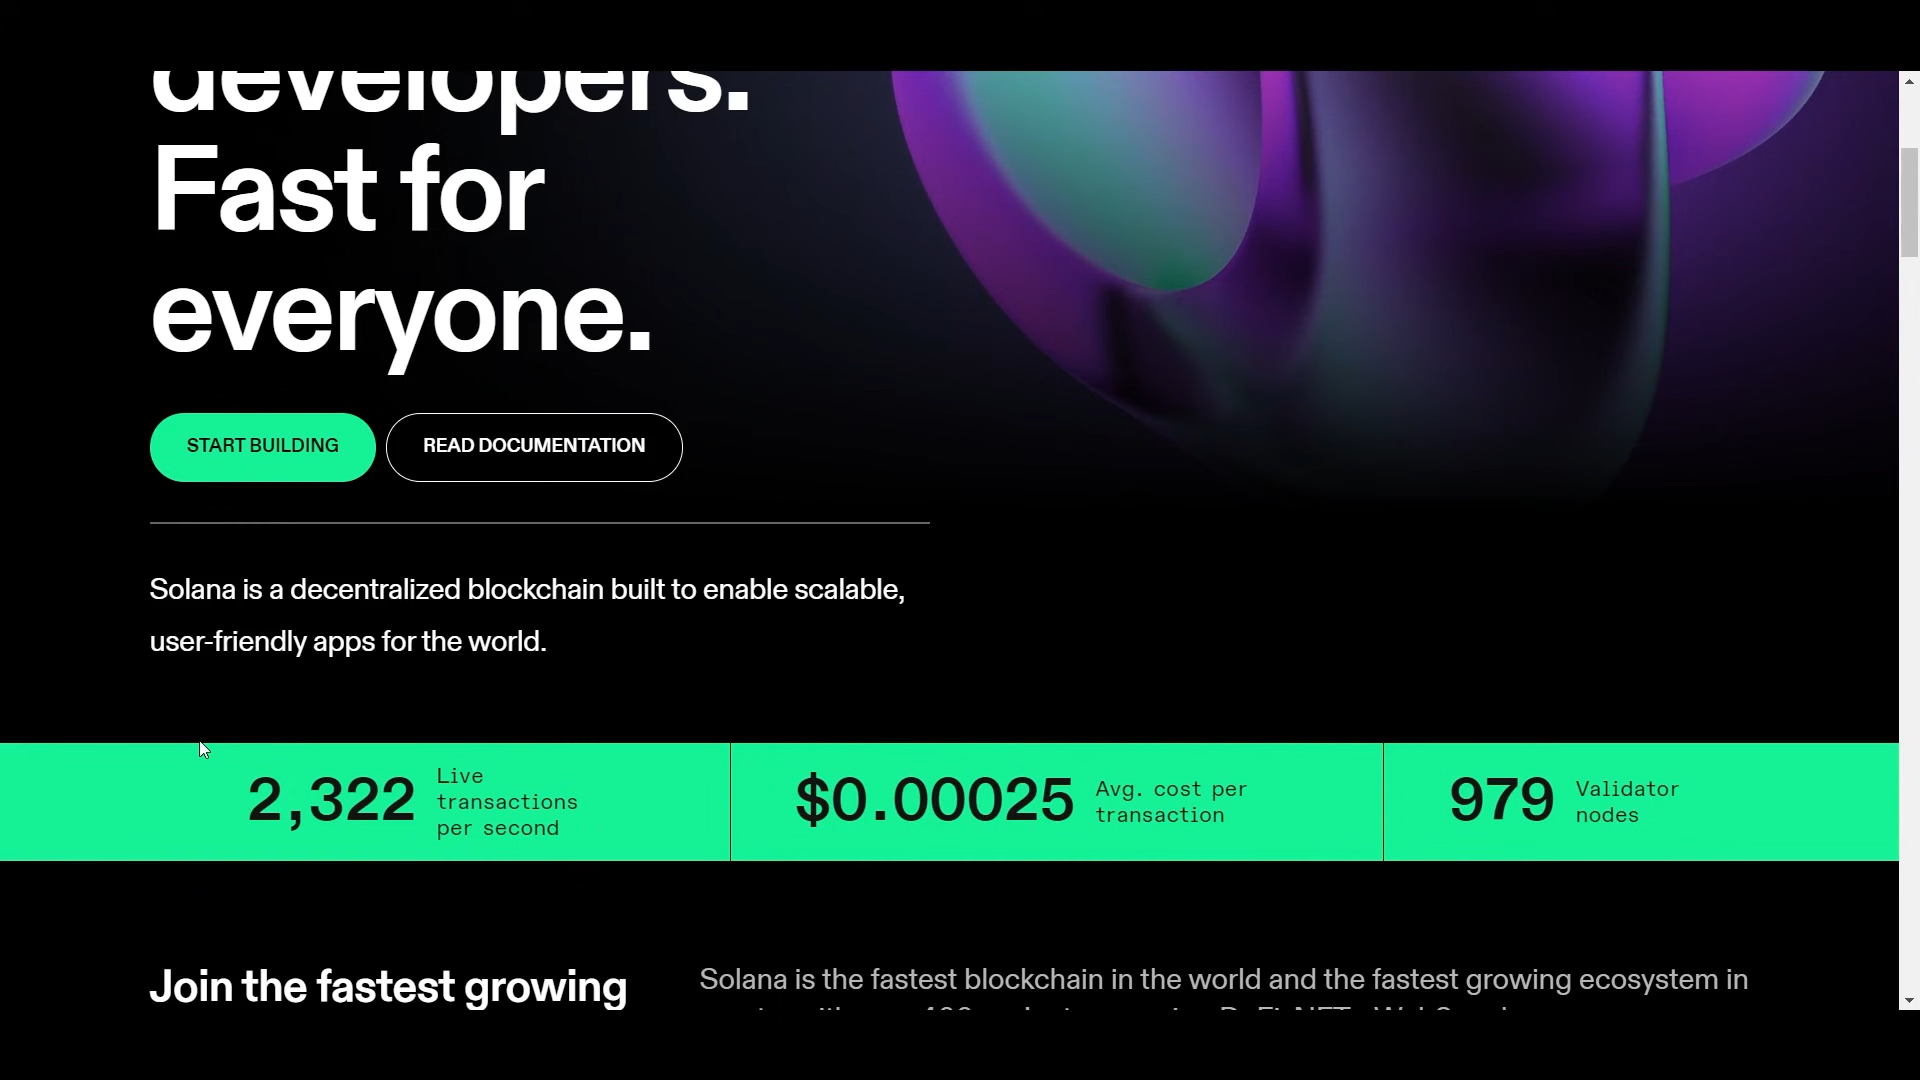 developers.
Fast for
everyone.
START BUILDING
READ DOCUMENTATION
Solana is a decentralized blockchain built to enable scalable,
user-friendly apps for the world.
2,322
Live
transactions
per second
$0.00025
Avg. cost per
transaction
979
Validator
nodes
Join the fastest growing
Solana is the fastest blockchain in the world and the fastest growing ecosystem in